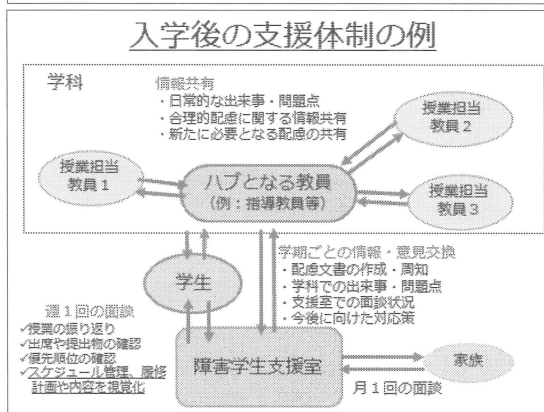 入学後の支援体制の例
学科
情報共有
・日常的な出来事・問題点
・合理的配慮に関する情報共有
・新たに必要となる配慮の共有
授業担当
教員2
授業担当
教員1
ハブとなる教員
(例:指導教員等)
授業担当
教員3
学生
学期ごとの情報・意見交換
・配慮文書の作成・周知
・学科での出来事・問題点
・支援室での面談状況
・今後に向けた対応策
週1回の面談
✓授業の振り返り
✓出席や提出物の確認
✓優先順位の確認
✓スケジュール管理、履修
計画や内容を視覚化
障害学生支援室
家族
月1回の面談